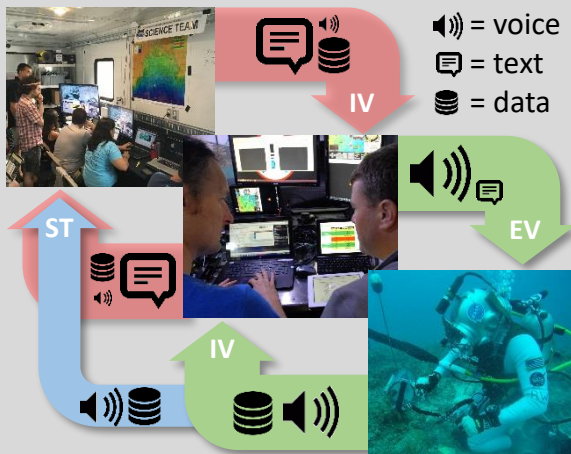 SCIENCE TEAM
= voice
= text
= data
IV
ST
EV
IV